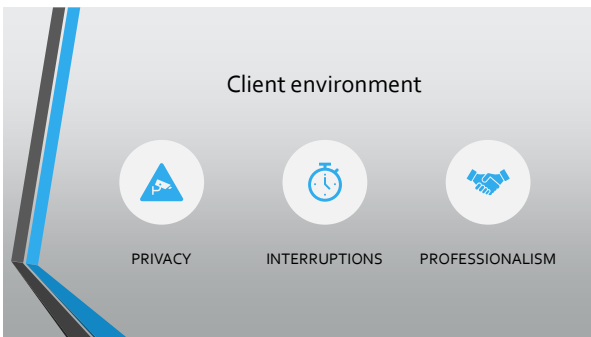 Client environment
PRIVACY
INTERRUPTIONS
PROFESSIONALISM